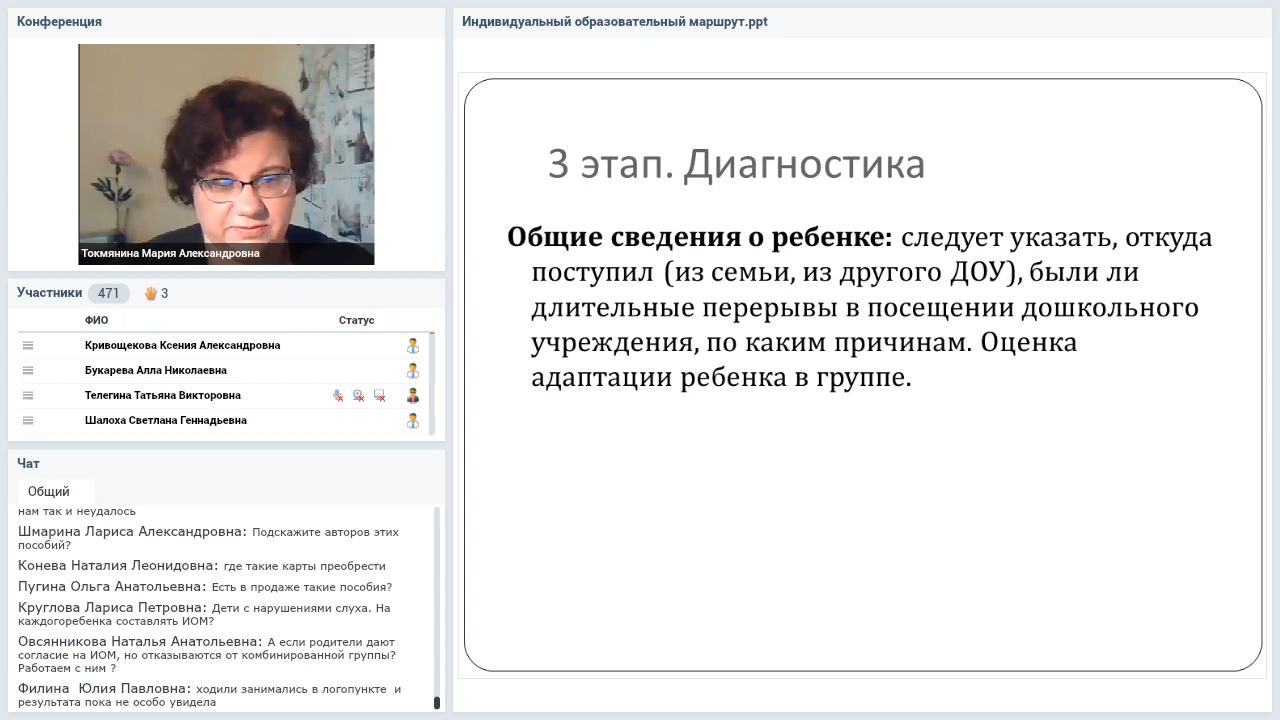 Конференция
Токмянина Мария Александровна
Участники 471 3
ФИО Статус
Кривощекова Ксения Александровна
Букарева Алла Николаевна
Телегина Татьяна Викторовна
Шалоха Светлана Геннадьевна
Чат
Общий
нам так и неудалось
Шмарина Лариса Александровна: Подскажите авторов этих
пособий?
Конева Наталия Леонидовна: где такие карты преобрести
Пугина Ольга Анатольевна: Есть в продаже такие пособия?
Круглова Лариса Петровна: Дети с нарушениями слуха. На
каждогоребенка составлять ИОМ?
Овсянникова Наталья Анатольевна: А если родители дают
согласие на ИОМ, но отказываются от комбинированной группы?
Работаем с ним ?
Филина Юлия Павловна: ходили занимались в логопункте и
результата пока не особо увидела
Индивидуальный образовательный маршрут.ppt
3 этап. Диагностика
Общие сведения о ребенке: следует указать, откуда
поступил (из семьи, из другого ДОУ), были ли
длительные перерывы в посещении дошкольного
учреждения, по каким причинам. Оценка
адаптации ребенка в группе.